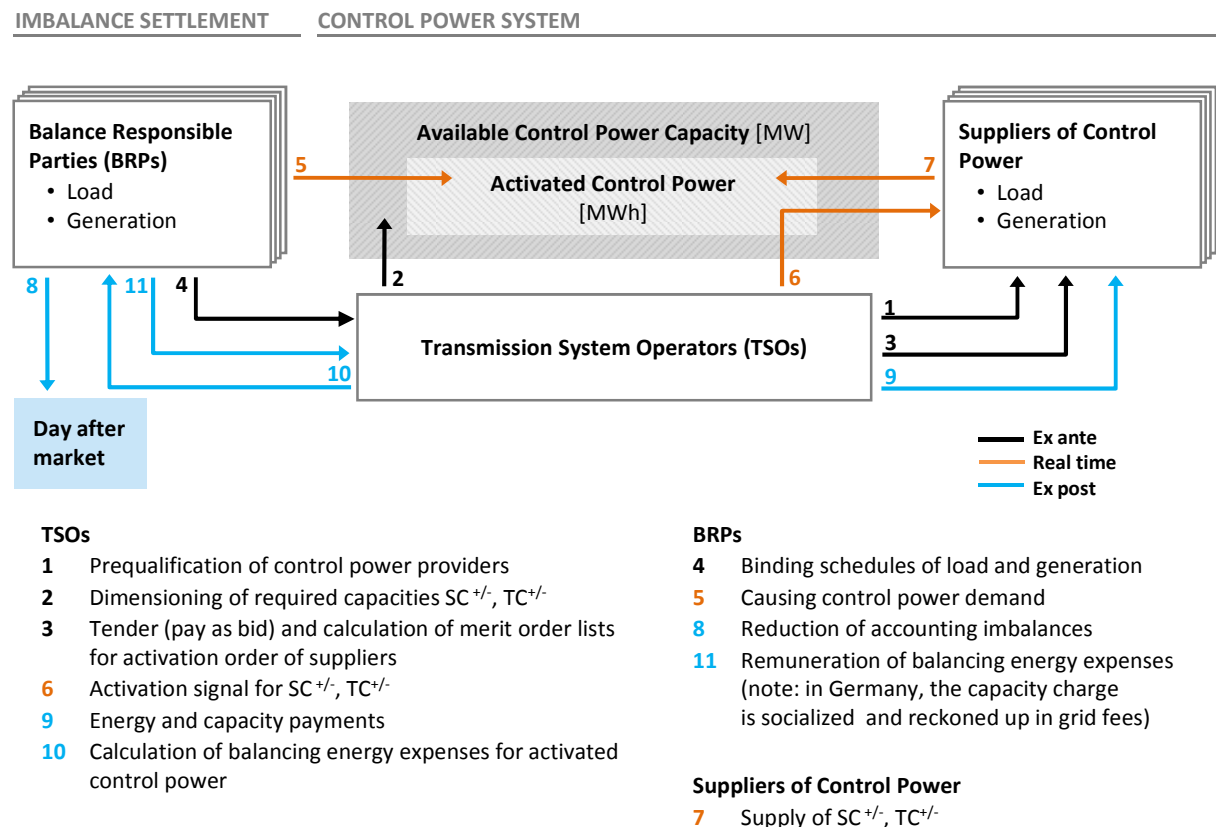 IMBALANCE SETTLEMENT
CONTROL POWER SYSTEM
Balance Responsible
Parties (BRPs)
• Load
• Generation
Available Control Power Capacity [MW]
Activated Control Power
[MWh]
Suppliers of Control
Power
• Load
• Generation
5
7
8
11
4
2
6
1
3
10
9
Transmission System Operators (TSOs)
Day after
market
Ex ante
Real time
Ex post
TSOs
1 Prequalification of control power providers
2 Dimensioning of required capacities SC +/-, TC+/-
3 Tender (pay as bid) and calculation of merit order lists
for activation order of suppliers
6 Activation signal for SC +/-, TC+/-
9 Energy and capacity payments
10 Calculation of balancing energy expenses for activated
control power
BRPs
4 Binding schedules of load and generation
5 Causing control power demand
8 Reduction of accounting imbalances
11 Remuneration of balancing energy expenses
(note: in Germany, the capacity charge
is socialized and reckoned up in grid fees)
Suppliers of Control Power
7 Supply of SC +/-, TC+/-